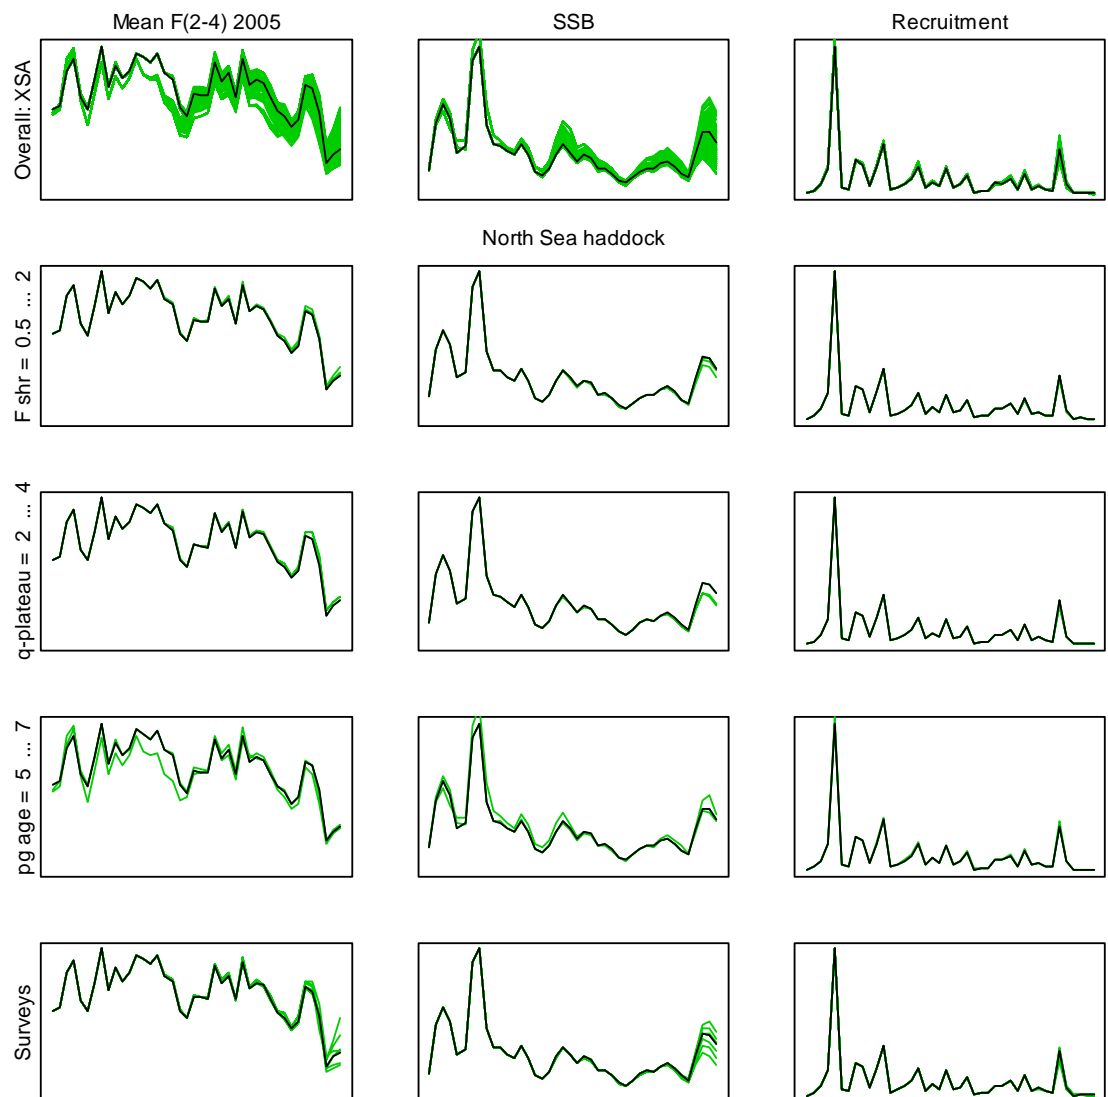 Mean F(2-4) 2005
SSB
Recruitment
Overall: XSA
North Sea haddock
F shr = 0.5 ... 2
q-plateau = 2 ... 4
pg age = 5 ... 7
Surveys